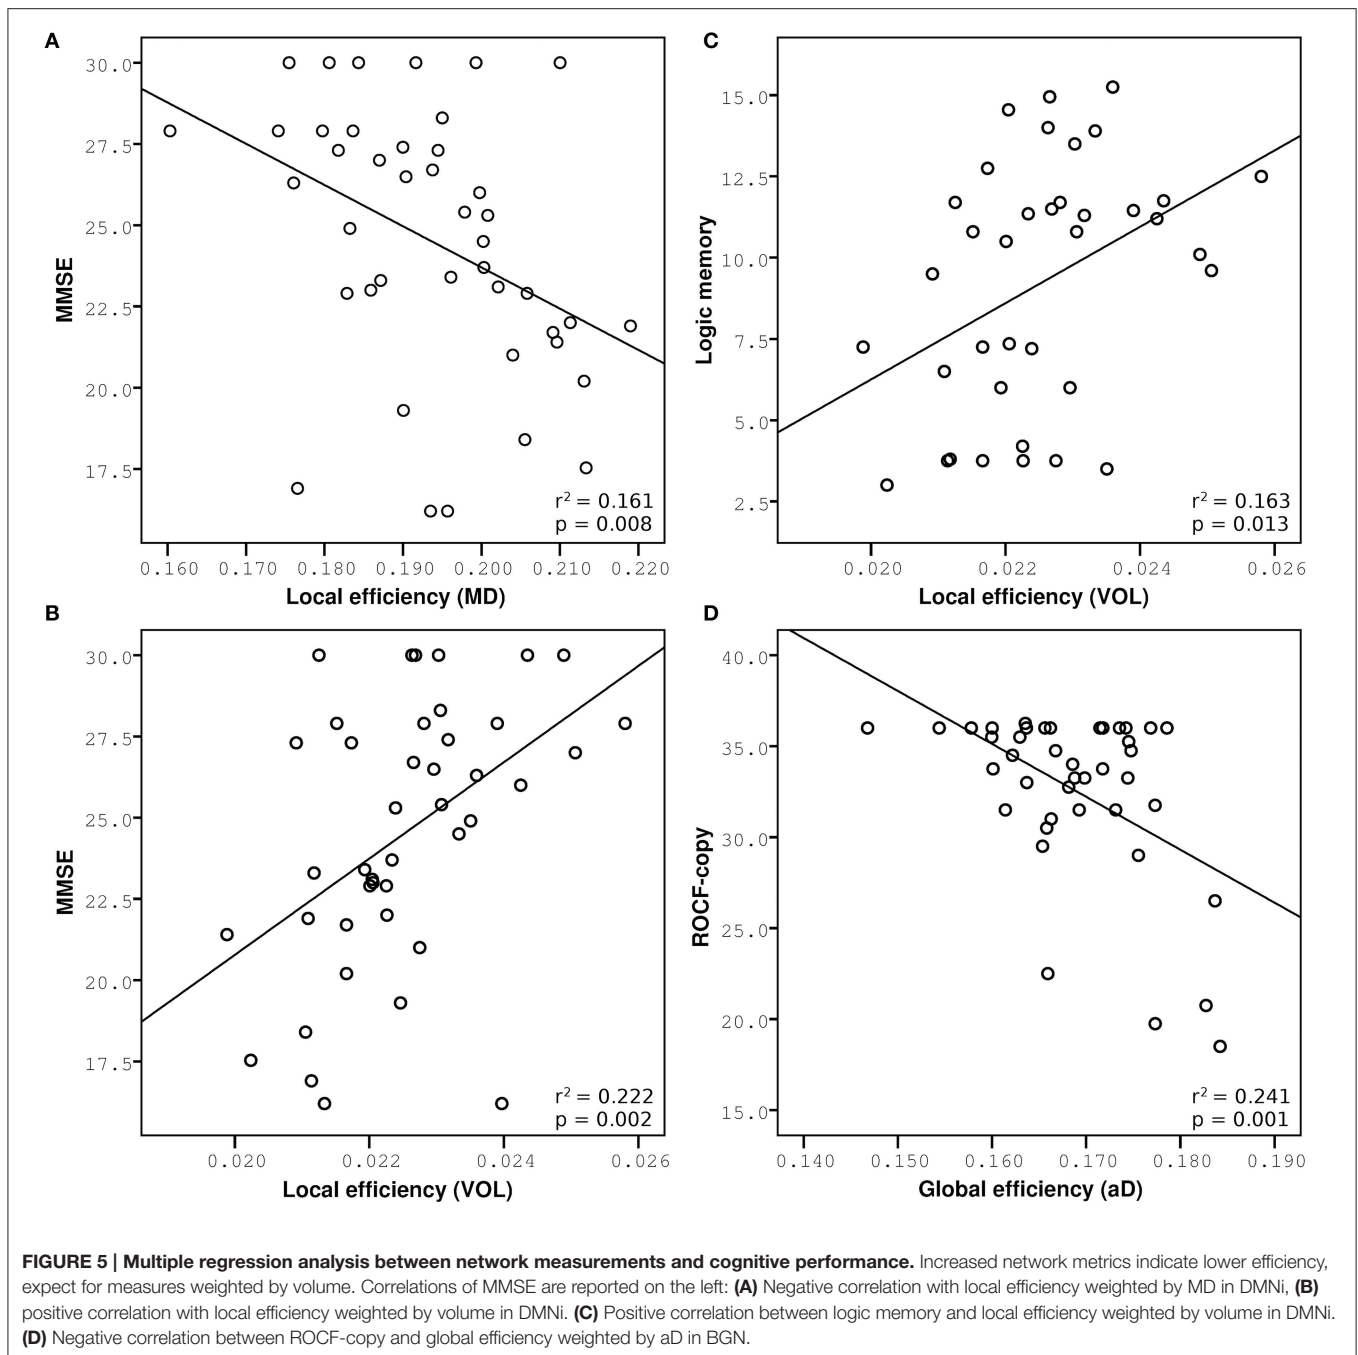 A
30.0
27.5
25.0
22.5
20.0
17.5
MMSE
r² = 0.161
p = 0.008
0.160 0.170 0.180 0.190 0.200 0.210 0.220
Local efficiency (MD)
C
15.0
12.5
10.0
7.5
5.0
2.5
Logic memory
r² = 0.163
p = 0.013
0.020 0.022 0.024 0.026
Local efficiency (VOL)
B
30.0
27.5
25.0
22.5
20.0
17.5
MMSE
r² = 0.222
p = 0.002
0.020 0.022 0.024 0.026
Local efficiency (VOL)
D
40.0
35.0
30.0
25.0
20.0
15.0
ROCF-copy
r² = 0.241
p = 0.001
0.140 0.150 0.160 0.170 0.180 0.190
Global efficiency (aD)
FIGURE 5 | Multiple regression analysis between network measurements and cognitive performance. Increased network metrics indicate lower efficiency,
expect for measures weighted by volume. Correlations of MMSE are reported on the left: (A) Negative correlation with local efficiency weighted by MD in DMNi, (B)
positive correlation with local efficiency weighted by volume in DMNi. (C) Positive correlation between logic memory and local efficiency weighted by volume in DMNi.
(D) Negative correlation between ROCF-copy and global efficiency weighted by aD in BGN.